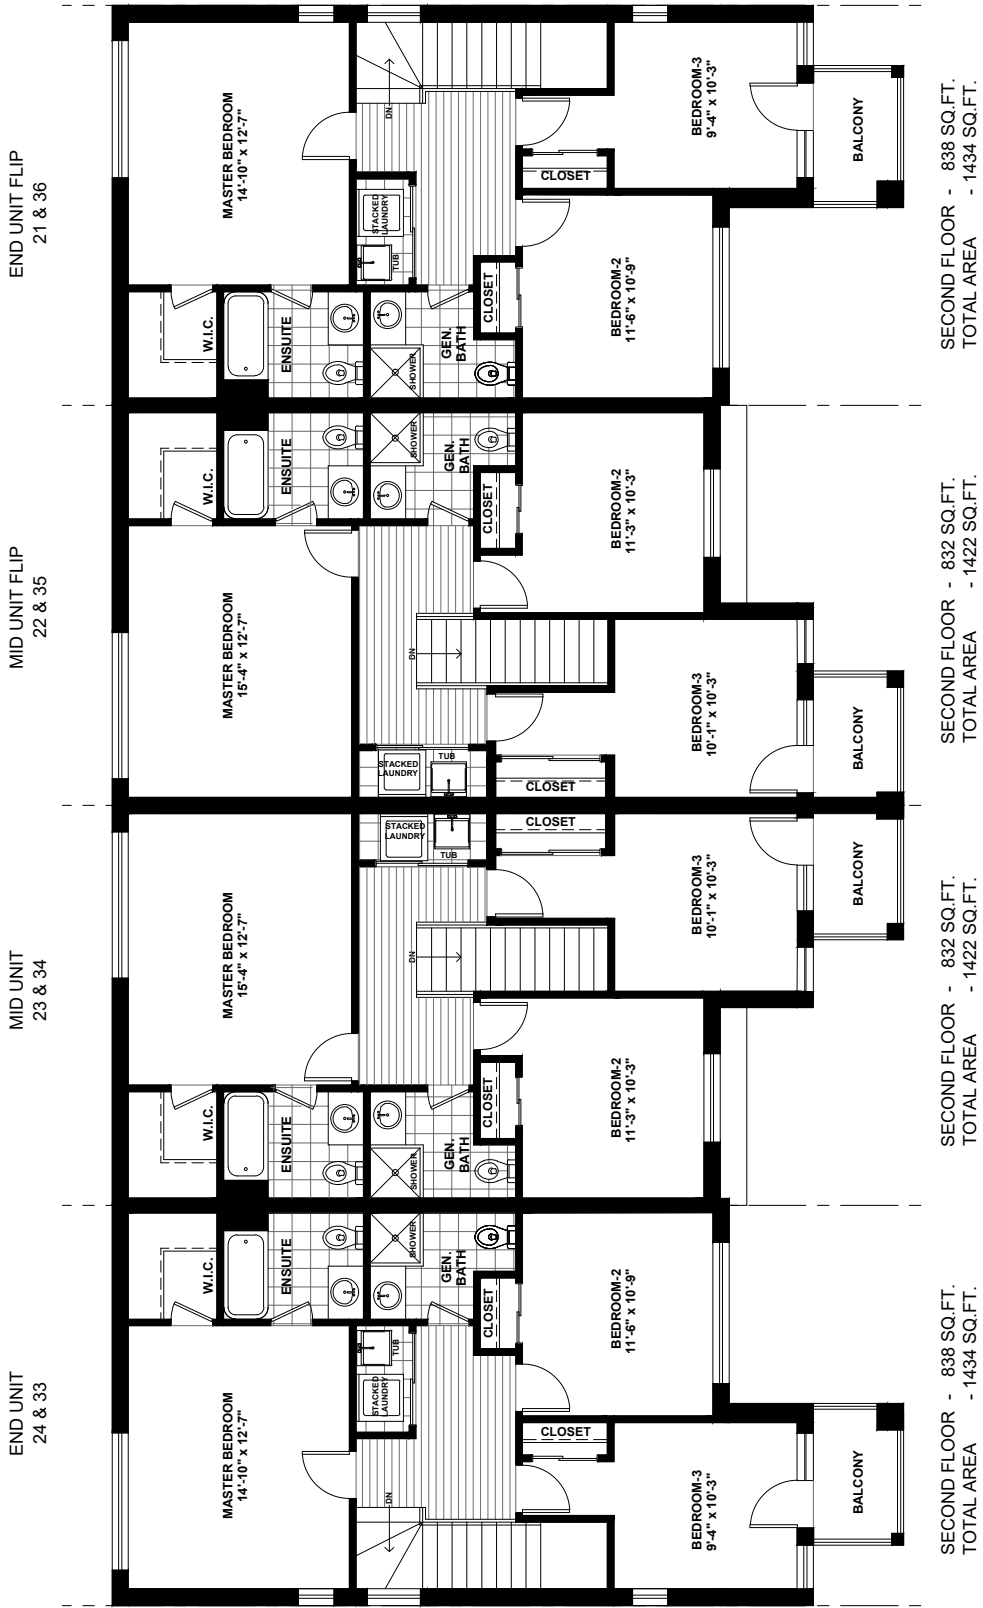 END UNIT FLIP
21 & 36
MASTER BEDROOM
14'-10" x 12'-7"
DN
BEDROOM-3
9'-4" x 10'-3"
BALCONY
CLOSET
STACKED
LAUNDRY
TUB
W.I.C.
ENSUITE
SHOWER
GEN.
BATH
CLOSET
BEDROOM-2
11'-6" x 10'-9"
SECOND FLOOR - 838 SQ.FT.
TOTAL AREA - 1434 SQ.FT.
MID UNIT FLIP
22 & 35
W.I.C.
ENSUITE
SHOWER
GEN.
BATH
CLOSET
BEDROOM-2
11'-3" x 10'-3"
MASTER BEDROOM
15'-4" x 12'-7"
DN
BEDROOM-3
10'-1" x 10'-3"
BALCONY
STACKED
LAUNDRY
TUB
CLOSET
SECOND FLOOR - 832 SQ.FT.
TOTAL AREA - 1422 SQ.FT.
MID UNIT
23 & 34
STACKED
LAUNDRY
TUB
CLOSET
MASTER BEDROOM
15'-4" x 12'-7"
DN
BEDROOM-3
10'-1" x 10'-3"
BALCONY
W.I.C.
ENSUITE
SHOWER
GEN.
BATH
CLOSET
BEDROOM-2
11'-3" x 10'-3"
SECOND FLOOR - 832 SQ.FT.
TOTAL AREA - 1422 SQ.FT.
END UNIT
24 & 33
W.I.C.
ENSUITE
SHOWER
GEN.
BATH
CLOSET
BEDROOM-2
11'-6" x 10'-9"
TUB
STACKED
LAUNDRY
MASTER BEDROOM
14'-10" x 12'-7"
DN
CLOSET
BEDROOM-3
9'-4" x 10'-3"
BALCONY
SECOND FLOOR - 838 SQ.FT.
TOTAL AREA - 1434 SQ.FT.